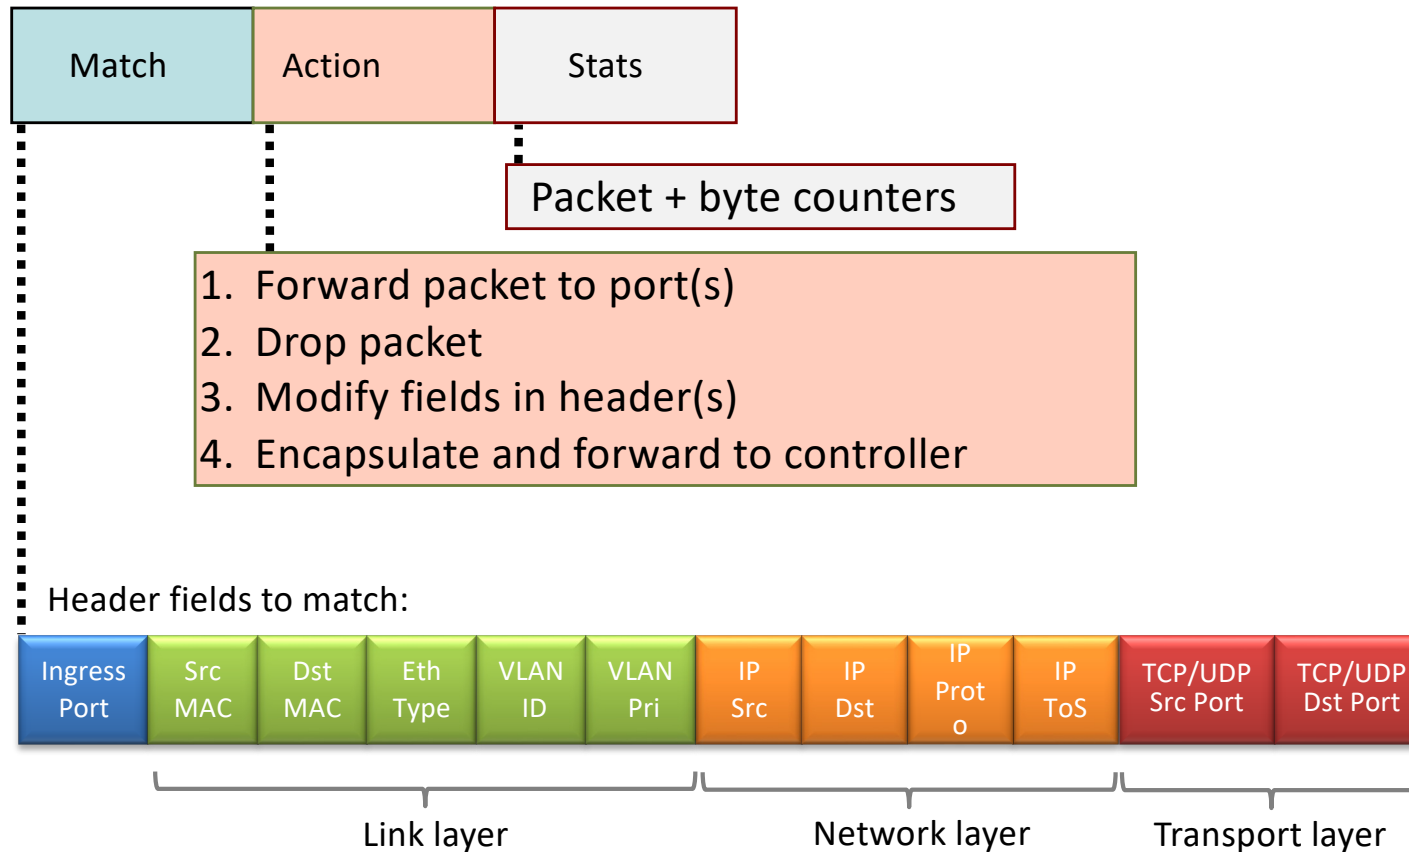 Match Action Stats
Packet + byte counters
1. Forward packet to port(s)
2. Drop packet
3. Modify fields in header(s)
4. Encapsulate and forward to controller
Header fields to match:
Ingress
Port
Src
MAC
Dst
MAC
Eth
Type
VLAN
ID
VLAN
Pri
IP
Src
IP
Dst
IP
Prot
o
IP
ToS
TCP/UDP
Src Port
TCP/UDP
Dst Port
Link layer
Network layer
Transport layer